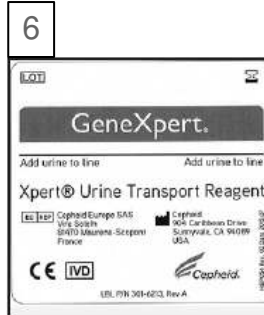 6
LOT
GeneXpert®
Add urine to line Add urine to line
Xpert® Urine Transport Reagent
EC REP Cepheid Europe SAS
Vira Solelh
81470 Maurens-Scopont
France
Cepheid
904 Caribbean Drive
Sunnyvale, CA 94089
USA
CE IVD
Cepheid.
LBL P/N 301-6213, Rev A